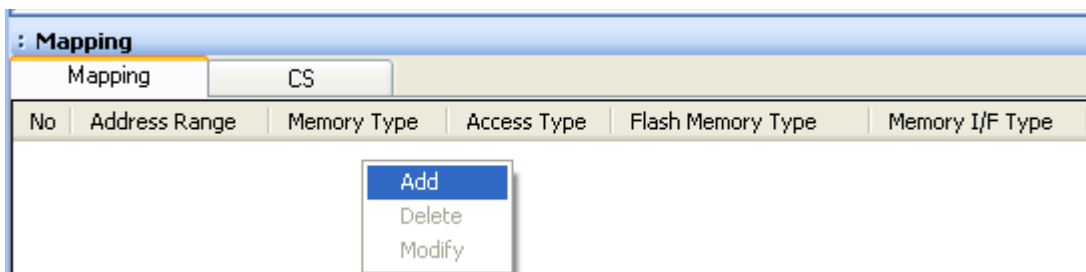 : Mapping
Mapping CS
No Address Range Memory Type Access Type Flash Memory Type Memory I/F Type
Add
Delete
Modify